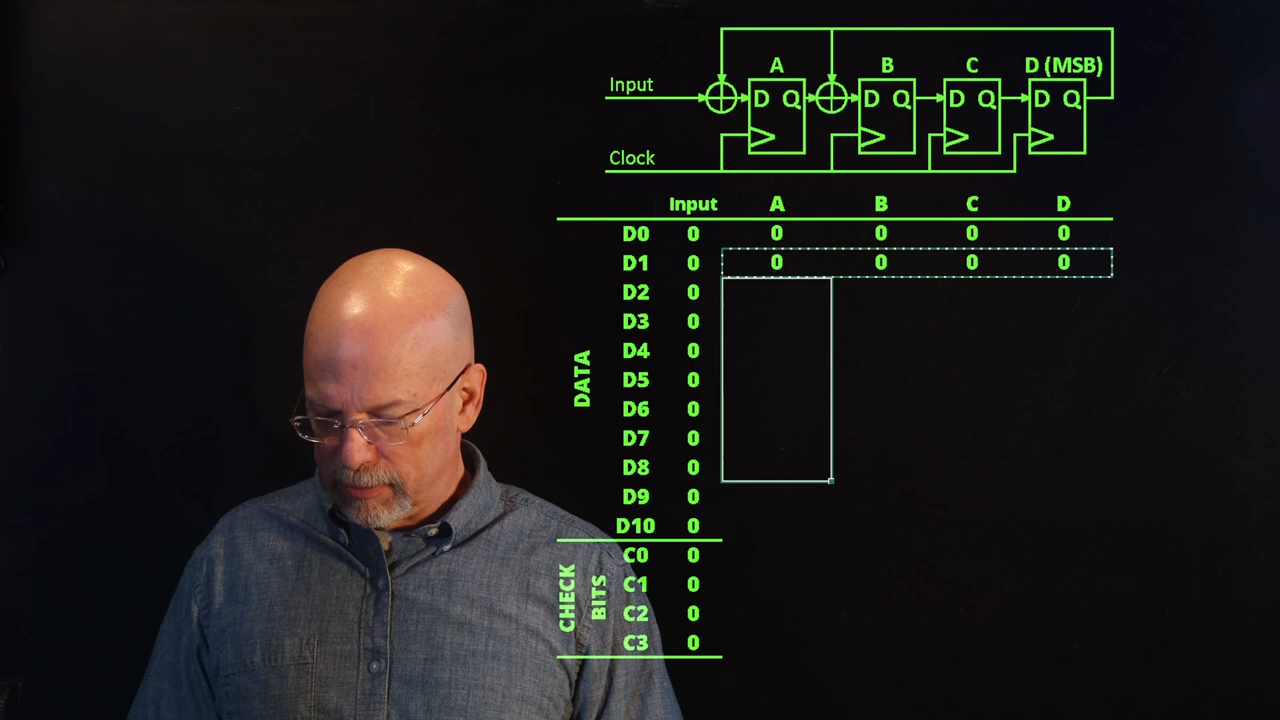 A B C D (MSB)
Input
D Q D Q D Q D Q
Clock
Input A B C D
D0 0 0 0 0 0
D1 0 0 0 0 0
D2 0
D3 0
D4 0
D5 0
D6 0
D7 0
D8 0
D9 0
D10 0
DATA
C0 0
C1 0
C2 0
C3 0
CHECK
BITS